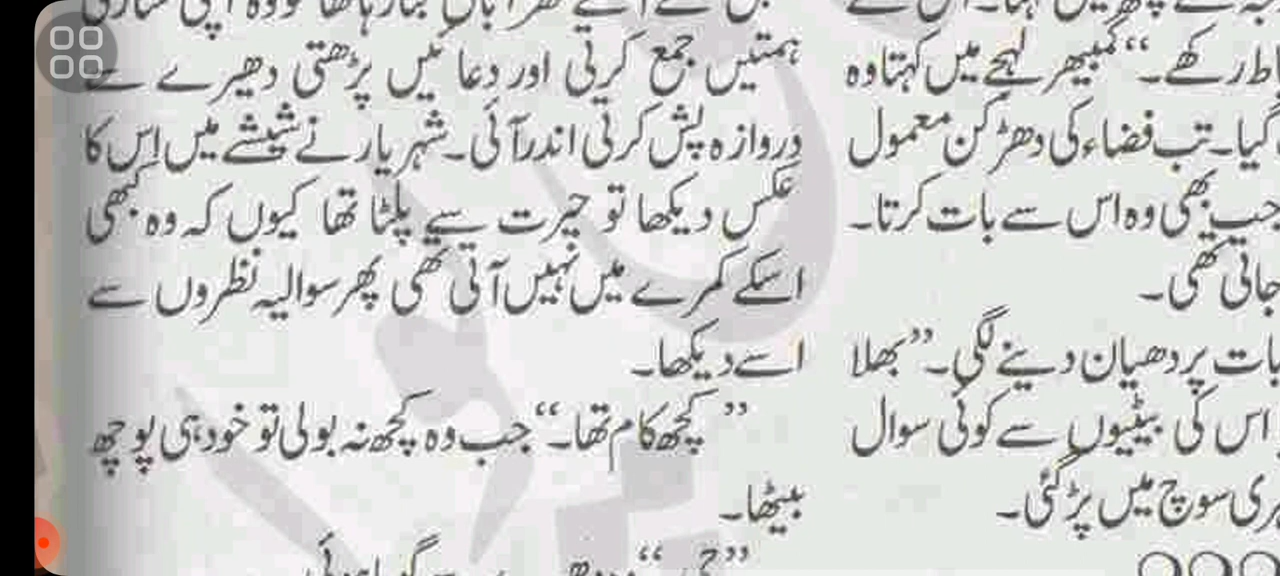 اط رکھے۔“ گمبھیر لہجے میں کہتا وہ
گیا۔ تب فضاء کی دھڑکن معمول
جب بھی وہ اس سے بات کرتا۔
جاتی تھی۔
بات پر دھیان دینے لگی۔ ”بھلا
اس کی بیٹیوں سے کوئی سوال
ہری سوچ میں پڑ گئی۔
ہمتیں جمع کرتی اور دعائیں پڑھتی دھیرے سے
دروازہ پش کرتی اندر آئی۔ شہریار نے شیشے میں اس کا
عکس دیکھا تو حیرت سے پلٹا تھا کیوں کہ وہ کبھی
اسکے کمرے میں نہیں آتی تھی پھر سوالیہ نظروں سے
اسے دیکھا۔
” کچھ کام تھا۔“ جب وہ کچھ نہ بولی تو خود ہی پوچھ
بیٹھا۔